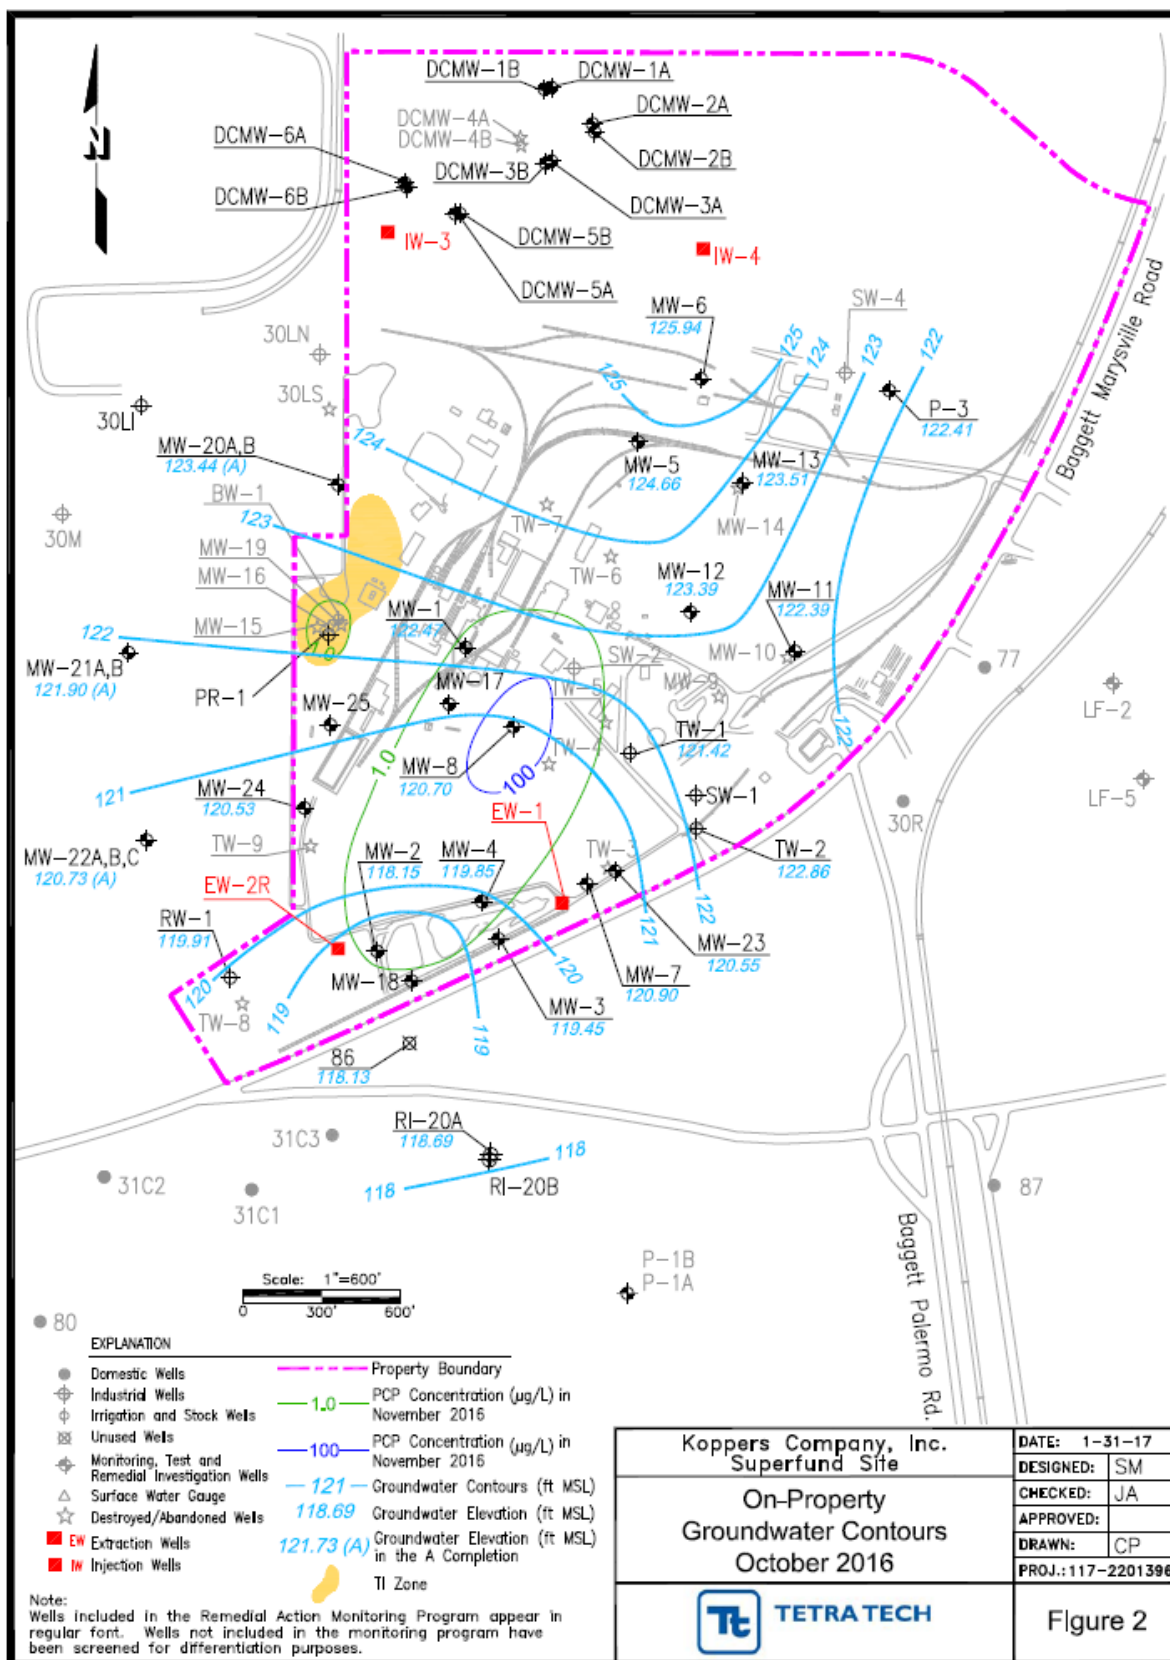 DCMW-1B
DCMW-1A
DCMW-4A
DCMW-4B
DCMW-2A
DCMW-6A
DCMW-2B
DCMW-3B
DCMW-6B
DCMW-3A
DCMW-5B
IW-3
IW-4
DCMW-5A
N
MW-6
125.94
SW-4
30LN
125
124
123
122
125
30LS
30LI
P-3
122.41
Baggett Marysville Road
124
MW-20A,B
123.44 (A)
MW-5
124.66
MW-13
123.51
BW-1
123
TW-7
MW-14
30M
MW-19
TW-6
MW-16
MW-12
123.39
MW-1
122.47
MW-11
122.39
MW-15
1.0
122
MW-21A,B
121.90 (A)
SW-2
MW-10
77
PR-1
MW-17
TW-5
MW-9
LF-2
MW-25
122
TW-4
TW-1
121.42
1.0
MW-8
120.70
100
121
MW-24
120.53
EW-1
SW-1
LF-5
30R
TW-9
MW-22A,B,C
120.73 (A)
MW-2
118.15
MW-4
119.85
TW-3
TW-2
122.86
EW-2R
RW-1
119.91
122
121
MW-23
120.55
120
120
MW-18
MW-7
120.90
TW-8
119
MW-3
119.45
119
86
118.13
31C3
RI-20A
118.69
118
118
RI-20B
31C2
31C1
87
Baggett Palermo Rd.
P-1B
P-1A
Scale: 1"=600'
0 300' 600'
80
EXPLANATION
Domestic Wells
Industrial Wells
Irrigation and Stock Wells
Unused Wells
Monitoring, Test and
Remedial Investigation Wells
Surface Water Gauge
Destroyed/Abandoned Wells
EW Extraction Wells
IW Injection Wells
Property Boundary
1.0 PCP Concentration (µg/L) in
November 2016
100 PCP Concentration (µg/L) in
November 2016
121 Groundwater Contours (ft MSL)
118.69 Groundwater Elevation (ft MSL)
121.73 (A) Groundwater Elevation (ft MSL)
in the A Completion
TI Zone
Note:
Wells included in the Remedial Action Monitoring Program appear in
regular font. Wells not included in the monitoring program have
been screened for differentiation purposes.
Koppers Company, Inc.
Superfund Site
On-Property
Groundwater Contours
October 2016
Tt TETRA TECH
DATE: 1-31-17
DESIGNED: SM
CHECKED: JA
APPROVED:
DRAWN: CP
PROJ.: 117-2201396
Figure 2